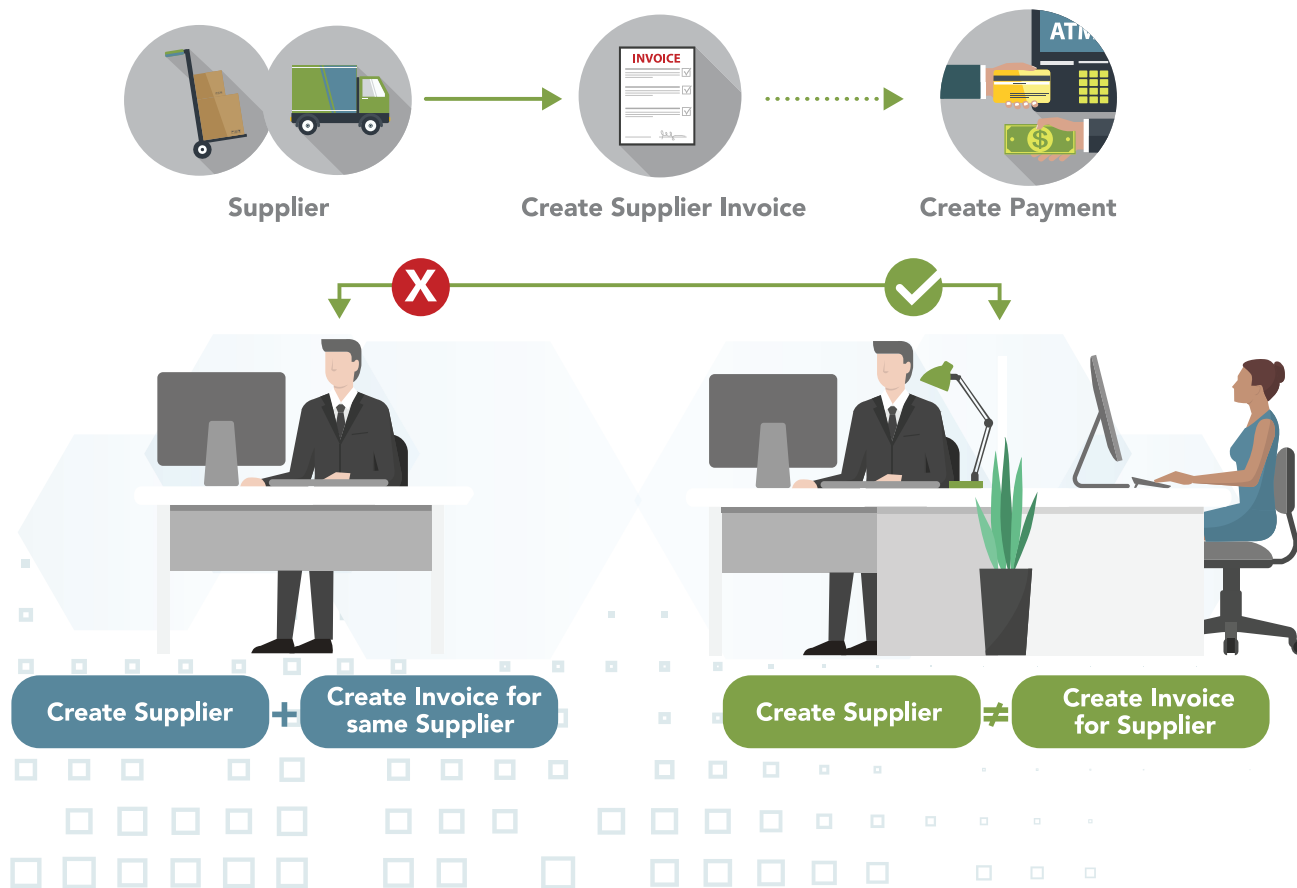 ATM
INVOICE
$
Supplier
Create Supplier Invoice
Create Payment
X
Create Supplier
+
Create Invoice for
same Supplier
Create Supplier
≠
Create Invoice
for Supplier